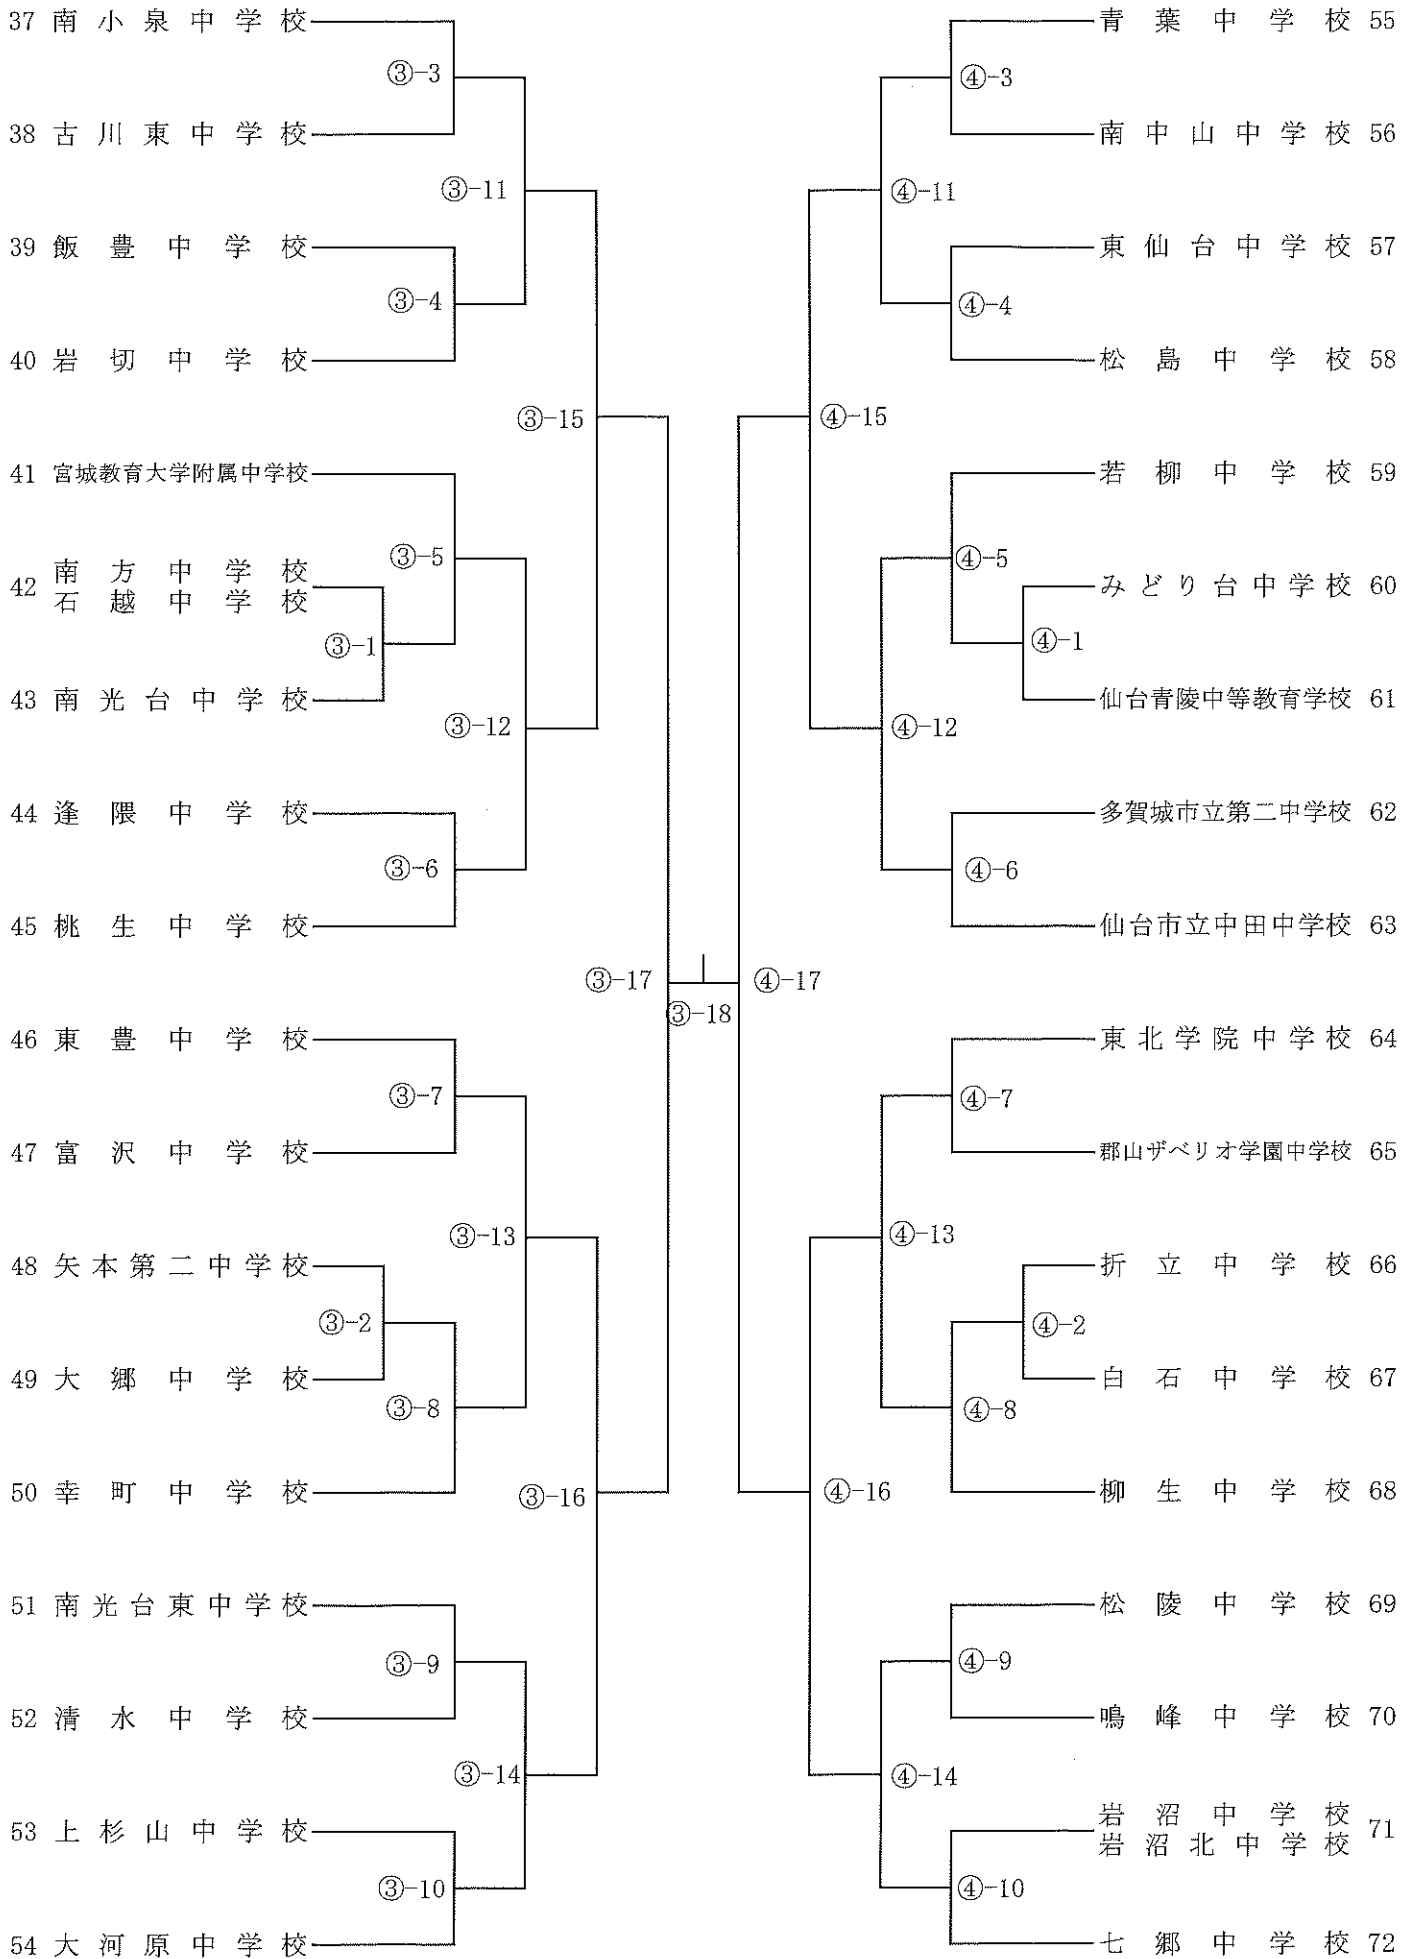 37 南小泉中学校
③-3
38 古川東中学校
③-11
39 飯豊中学校
③-4
40 岩切中学校
③-15
41 宮城教育大学附属中学校
③-5
42 南方中学校
石越中学校
③-1
43 南光台中学校
③-12
44 逢隈中学校
③-6
45 桃生中学校
③-17
③-18
46 東豊中学校
③-7
47 富沢中学校
③-13
48 矢本第二中学校
③-2
49 大郷中学校
③-8
50 幸町中学校
③-16
51 南光台東中学校
③-9
52 清水中学校
③-14
53 上杉山中学校
③-10
54 大河原中学校
青葉中学校 55
④-3
南中山中学校 56
④-11
東仙台中学校 57
④-4
松島中学校 58
④-15
若柳中学校 59
④-5
みどり台中学校 60
④-1
仙台青陵中等教育学校 61
④-12
多賀城市立第二中学校 62
④-6
仙台市立中田中学校 63
④-17
東北学院中学校 64
④-7
郡山ザベリオ学園中学校 65
④-13
折立中学校 66
④-2
白石中学校 67
④-8
柳生中学校 68
④-16
松陵中学校 69
④-9
鳴峰中学校 70
④-14
岩沼中学校 71
岩沼北中学校
④-10
七郷中学校 72